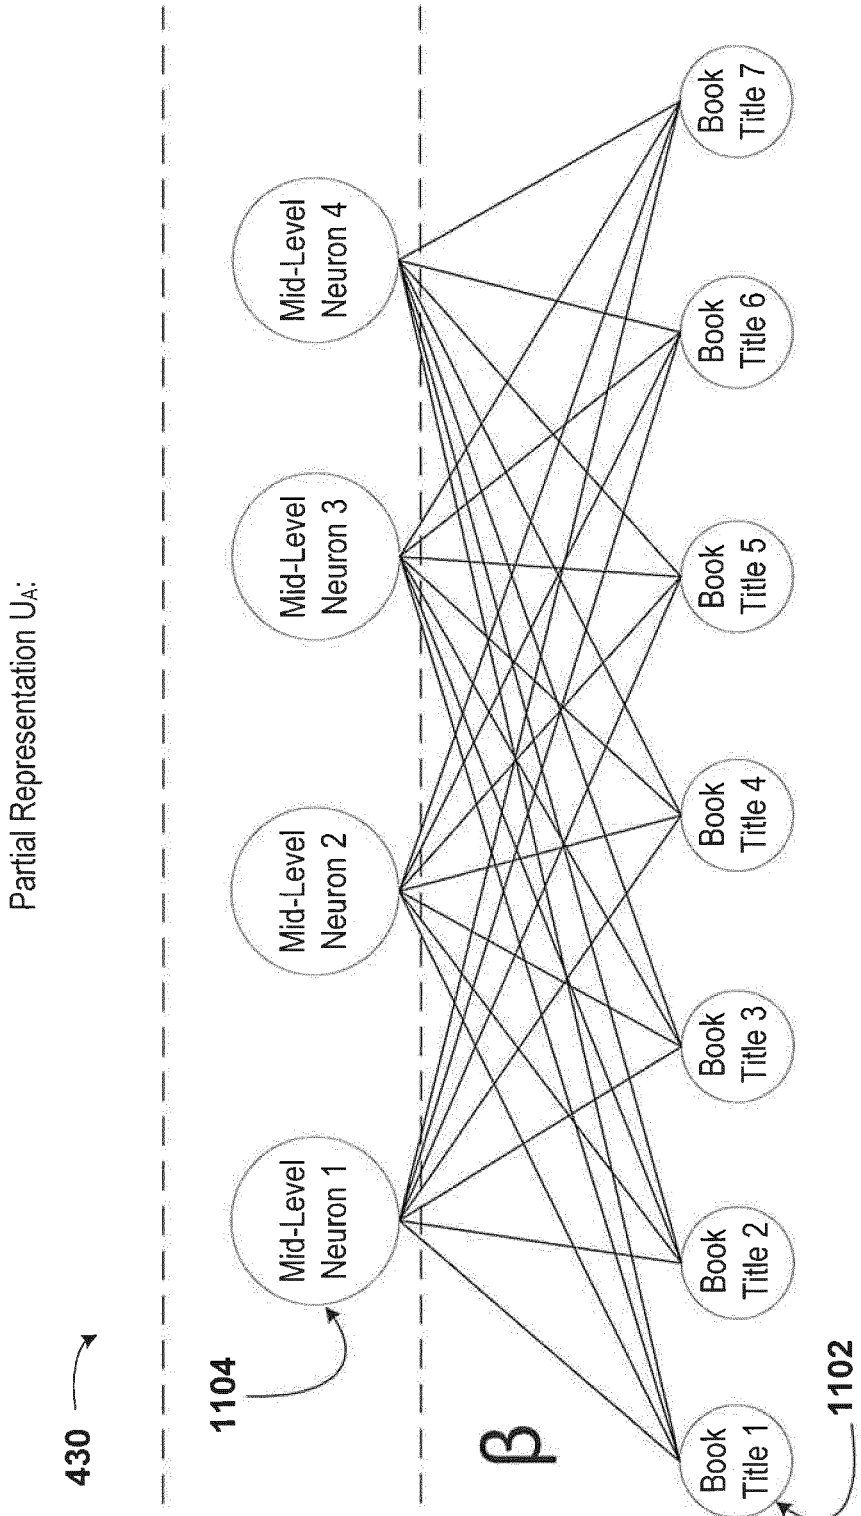 Partial Representation U_A:
430
1104
Mid-Level
Neuron 1
Mid-Level
Neuron 2
Mid-Level
Neuron 3
Mid-Level
Neuron 4
β
Book
Title 1
Book
Title 2
Book
Title 3
Book
Title 4
Book
Title 5
Book
Title 6
Book
Title 7
1102